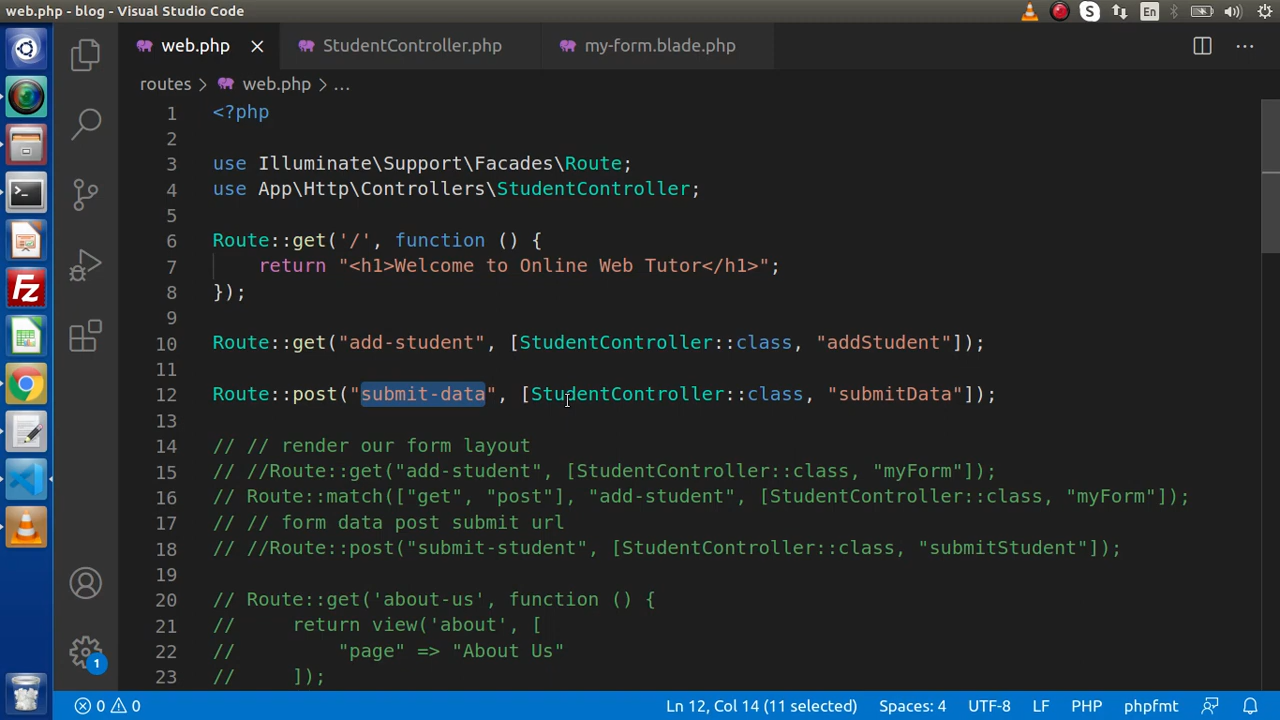 web.php - blog - Visual Studio Code
S En
web.php StudentController.php my-form.blade.php
routes > web.php > ...
1 <?php
2
3 use Illuminate\Support\Facades\Route;
4 use App\Http\Controllers\StudentController;
5
6 Route::get('/', function () {
7     return "<h1>Welcome to Online Web Tutor</h1>";
8 });
9
10 Route::get("add-student", [StudentController::class, "addStudent"]);
11
12 Route::post("submit-data", [StudentController::class, "submitData"]);
13
14 // // render our form layout
15 // //Route::get("add-student", [StudentController::class, "myForm"]);
16 // Route::match(["get", "post"], "add-student", [StudentController::class, "myForm"]);
17 // // form data post submit url
18 // //Route::post("submit-student", [StudentController::class, "submitStudent"]);
19
20 // Route::get('about-us', function () {
21 //     return view('about', [
22 //         "page" => "About Us"
23 //     ]);
Fz
1
0 0 Ln 12, Col 14 (11 selected) Spaces: 4 UTF-8 LF PHP phpfmt